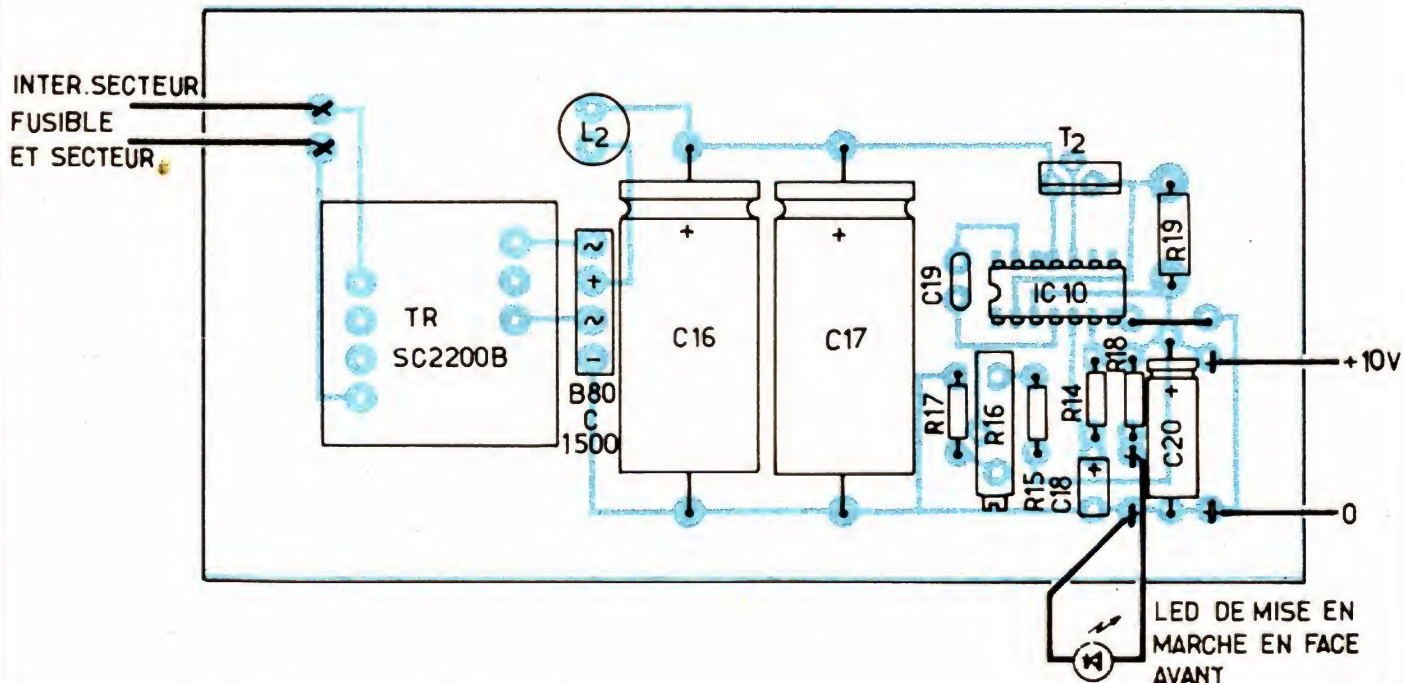 INTER.SECTEUR
FUSIBLE
ET SECTEUR
L2
T2
~
+
~
-
B80
C
1500
TR
SC2200B
+
C16
+
C17
C19
IC 10
R19
R17
R16
R15
R14
R18
+
C18
+
C20
+10V
0
LED DE MISE EN
MARCHE EN FACE
AVANT